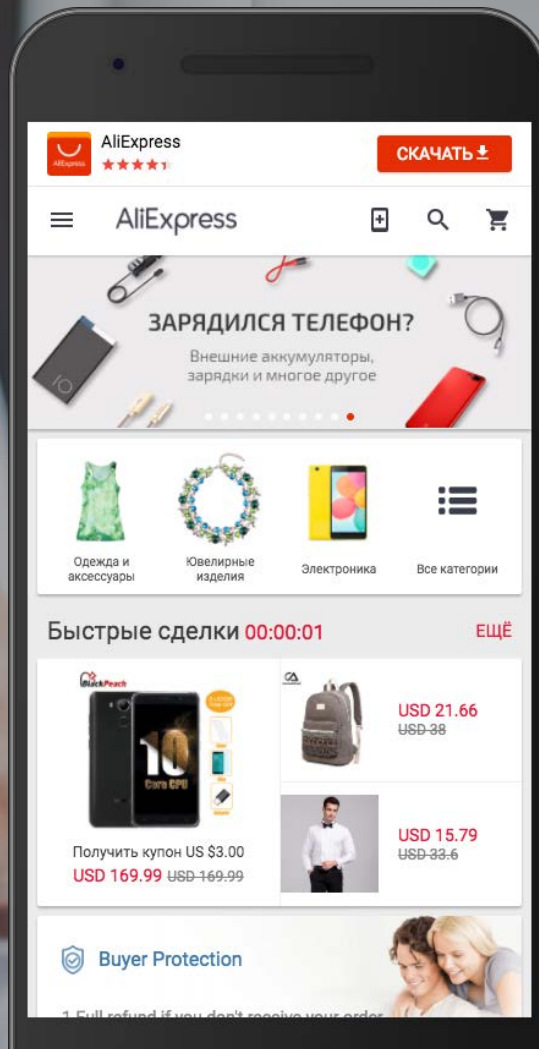 AliExpress
AliExpress
СКАЧАТЬ
AliExpress
ЗАРЯДИЛСЯ ТЕЛЕФОН?
Внешние аккумуляторы,
зарядки и многое другое
Одежда и
аксессуары
Ювелирные
изделия
Электроника
Все категории
Быстрые сделки 00:00:01
ЕЩЁ
BlackPeach
10
Core CPU
Получить купон US $3.00
USD 169.99 USD 169.99
USD 21.66
USD 38
USD 15.79
USD 33.6
Buyer Protection
1 Full refund if you don't receive your order